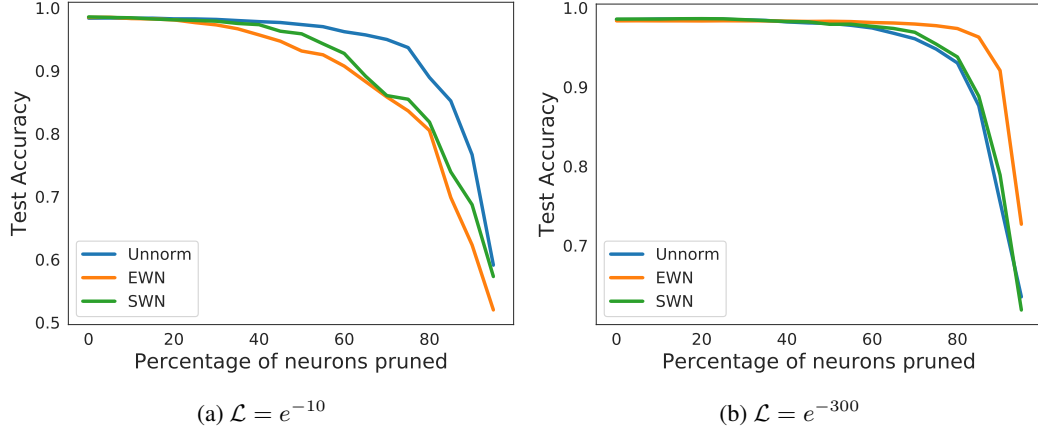 1.0
0.9
0.8
0.7
0.6
0.5
Test Accuracy
Unnorm
EWN
SWN
0 20 40 60 80
Percentage of neurons pruned
(a) $\mathcal{L} = e^{-10}$
1.0
0.9
0.8
0.7
Test Accuracy
Unnorm
EWN
SWN
0 20 40 60 80
Percentage of neurons pruned
(b) $\mathcal{L} = e^{-300}$